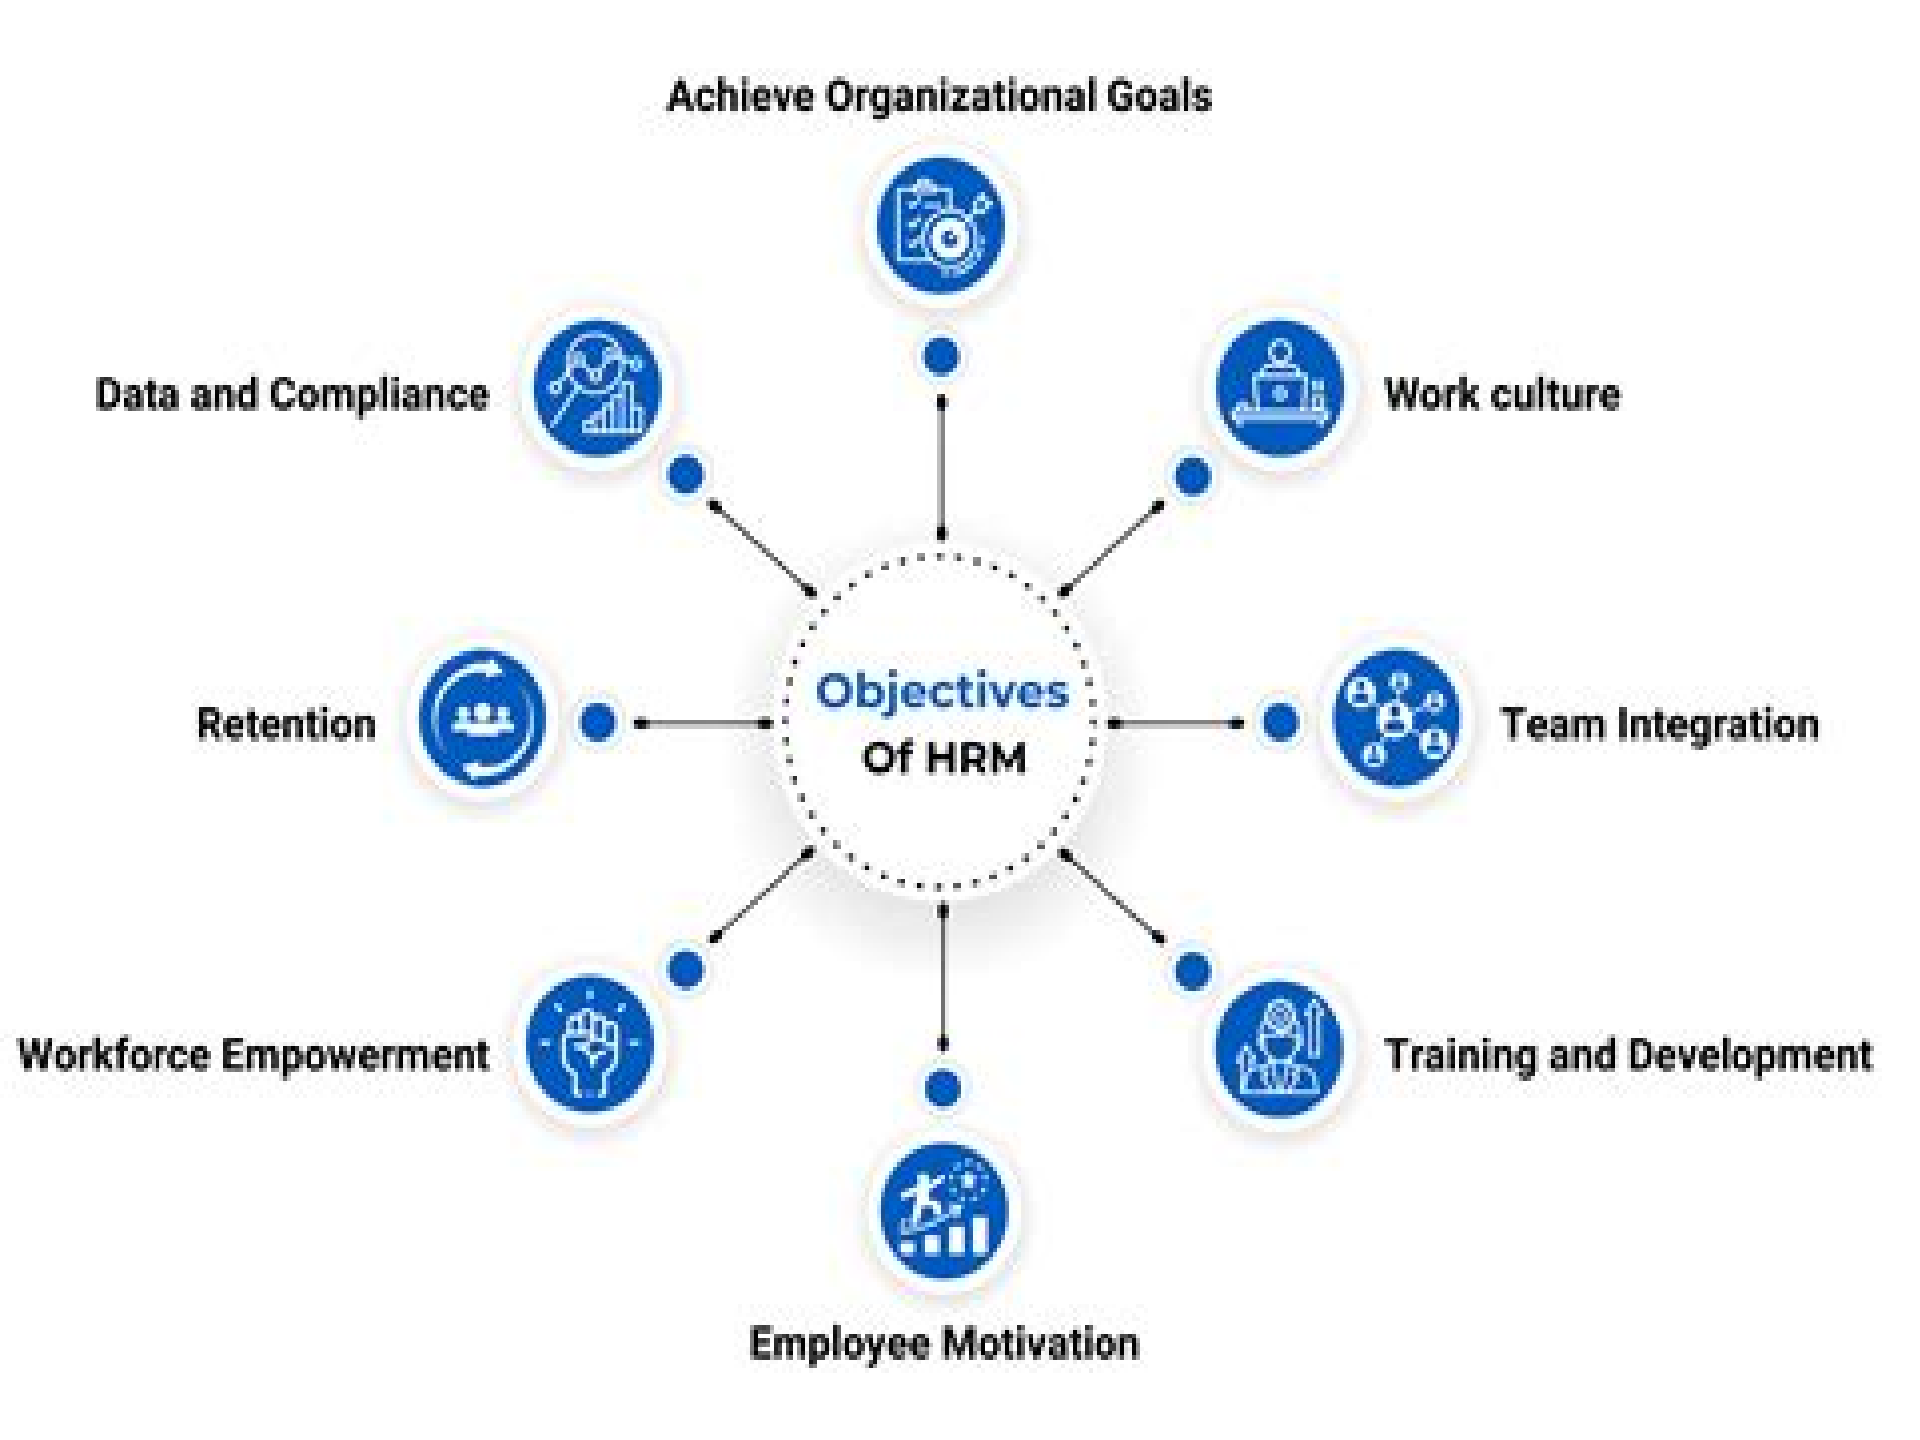 Achieve Organizational Goals
Data and Compliance
Work culture
Objectives
Of HRM
Retention
Team Integration
Workforce Empowerment
Training and Development
Employee Motivation